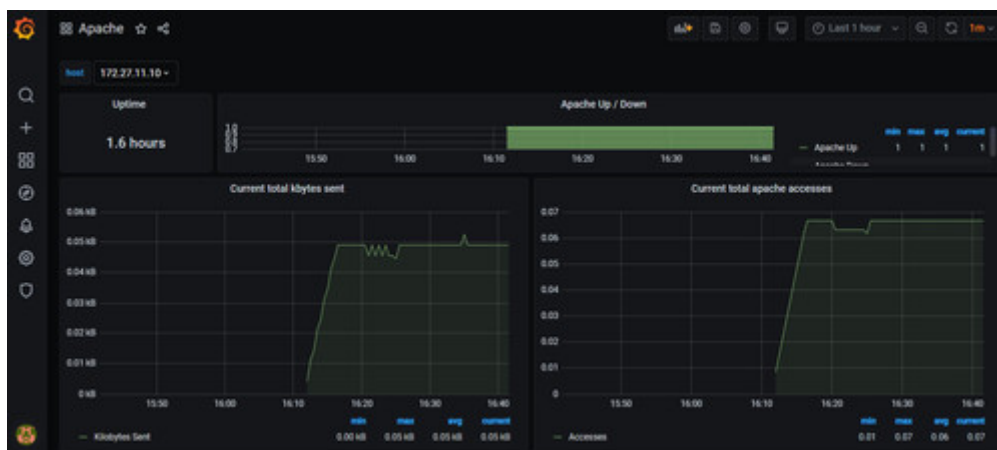 Apache
Last 1 hour
1m
host 172.27.11.10
Uptime
1.6 hours
Apache Up / Down
1.0
15:50 16:00 16:10 16:20 16:30 16:40
min max avg current
Apache Up 1 1 1 1
Apache Down
Current total kbytes sent
0.06 kB
0.05 kB
0.04 kB
0.03 kB
0.02 kB
0.01 kB
0 kB
15:50 16:00 16:10 16:20 16:30 16:40
min max avg current
Kilobytes Sent 0.00 kB 0.05 kB 0.05 kB 0.05 kB
Current total apache accesses
0.07
0.06
0.05
0.04
0.03
0.02
0.01
0
15:50 16:00 16:10 16:20 16:30 16:40
min max avg current
Accesses 0.01 0.07 0.06 0.07